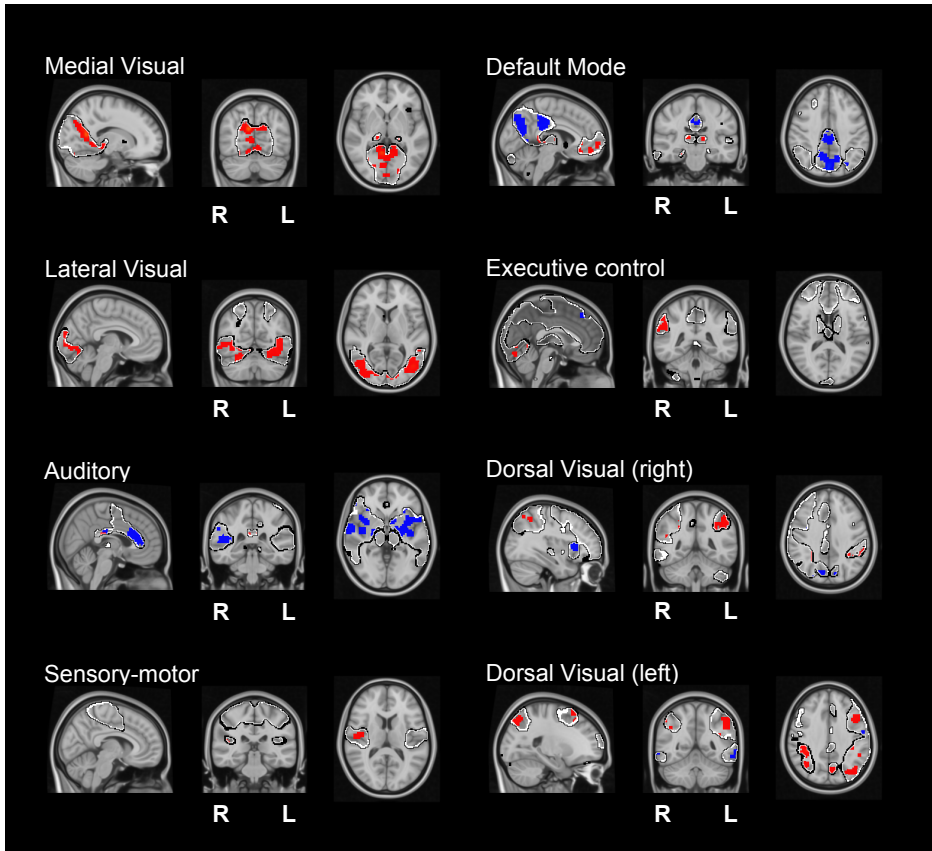 Medial Visual
R L
Default Mode
R L
Lateral Visual
R L
Executive control
R L
Auditory
R L
Dorsal Visual (right)
R L
Sensory-motor
R L
Dorsal Visual (left)
R L